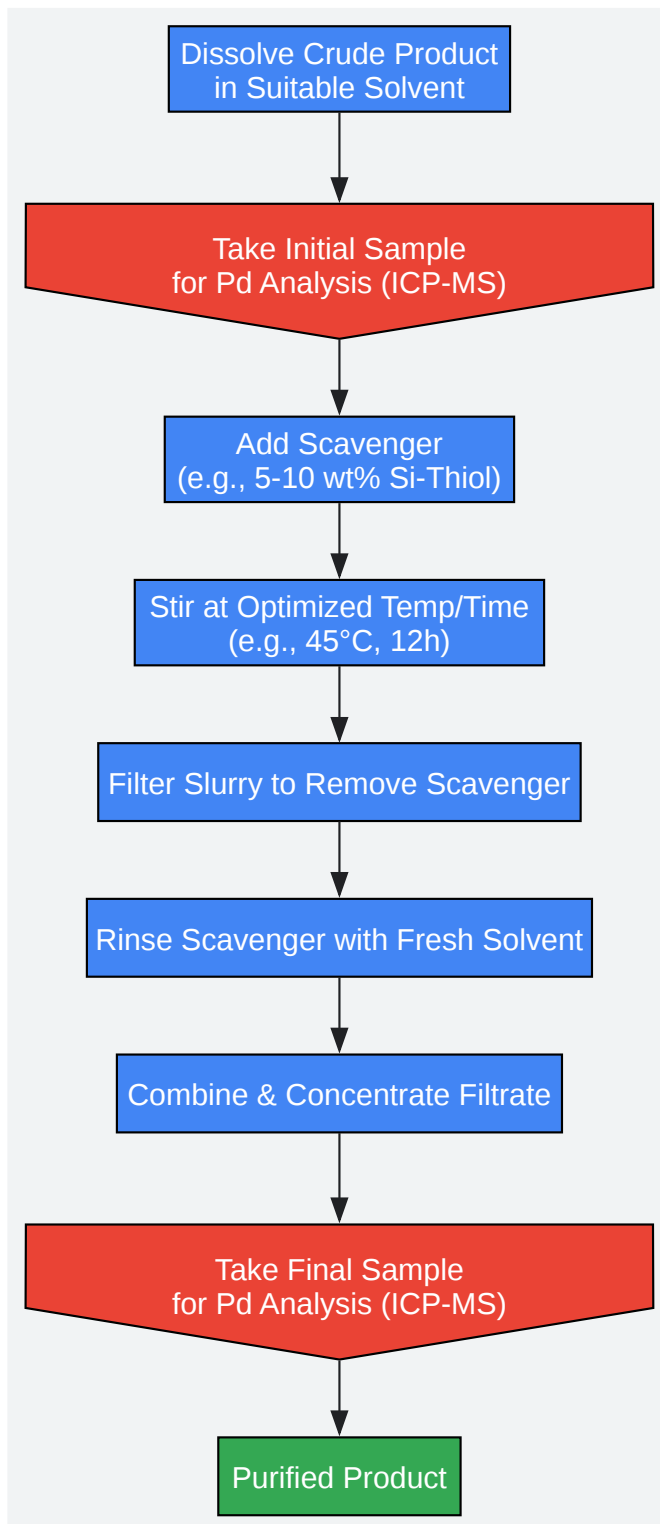 Dissolve Crude Product
in Suitable Solvent
Take Initial Sample
for Pd Analysis (ICP-MS)
Add Scavenger
(e.g., 5-10 wt% Si-Thiol)
Stir at Optimized Temp/Time
(e.g., 45°C, 12h)
Filter Slurry to Remove Scavenger
Rinse Scavenger with Fresh Solvent
Combine & Concentrate Filtrate
Take Final Sample
for Pd Analysis (ICP-MS)
Purified Product